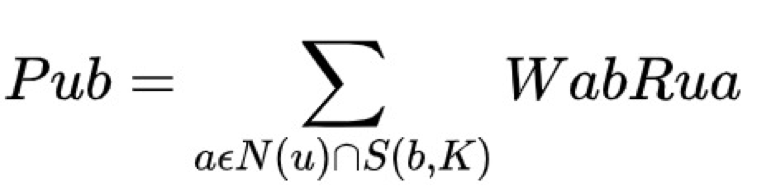 Pub = ∑ WabRua
aϵN(u)∩S(b,K)